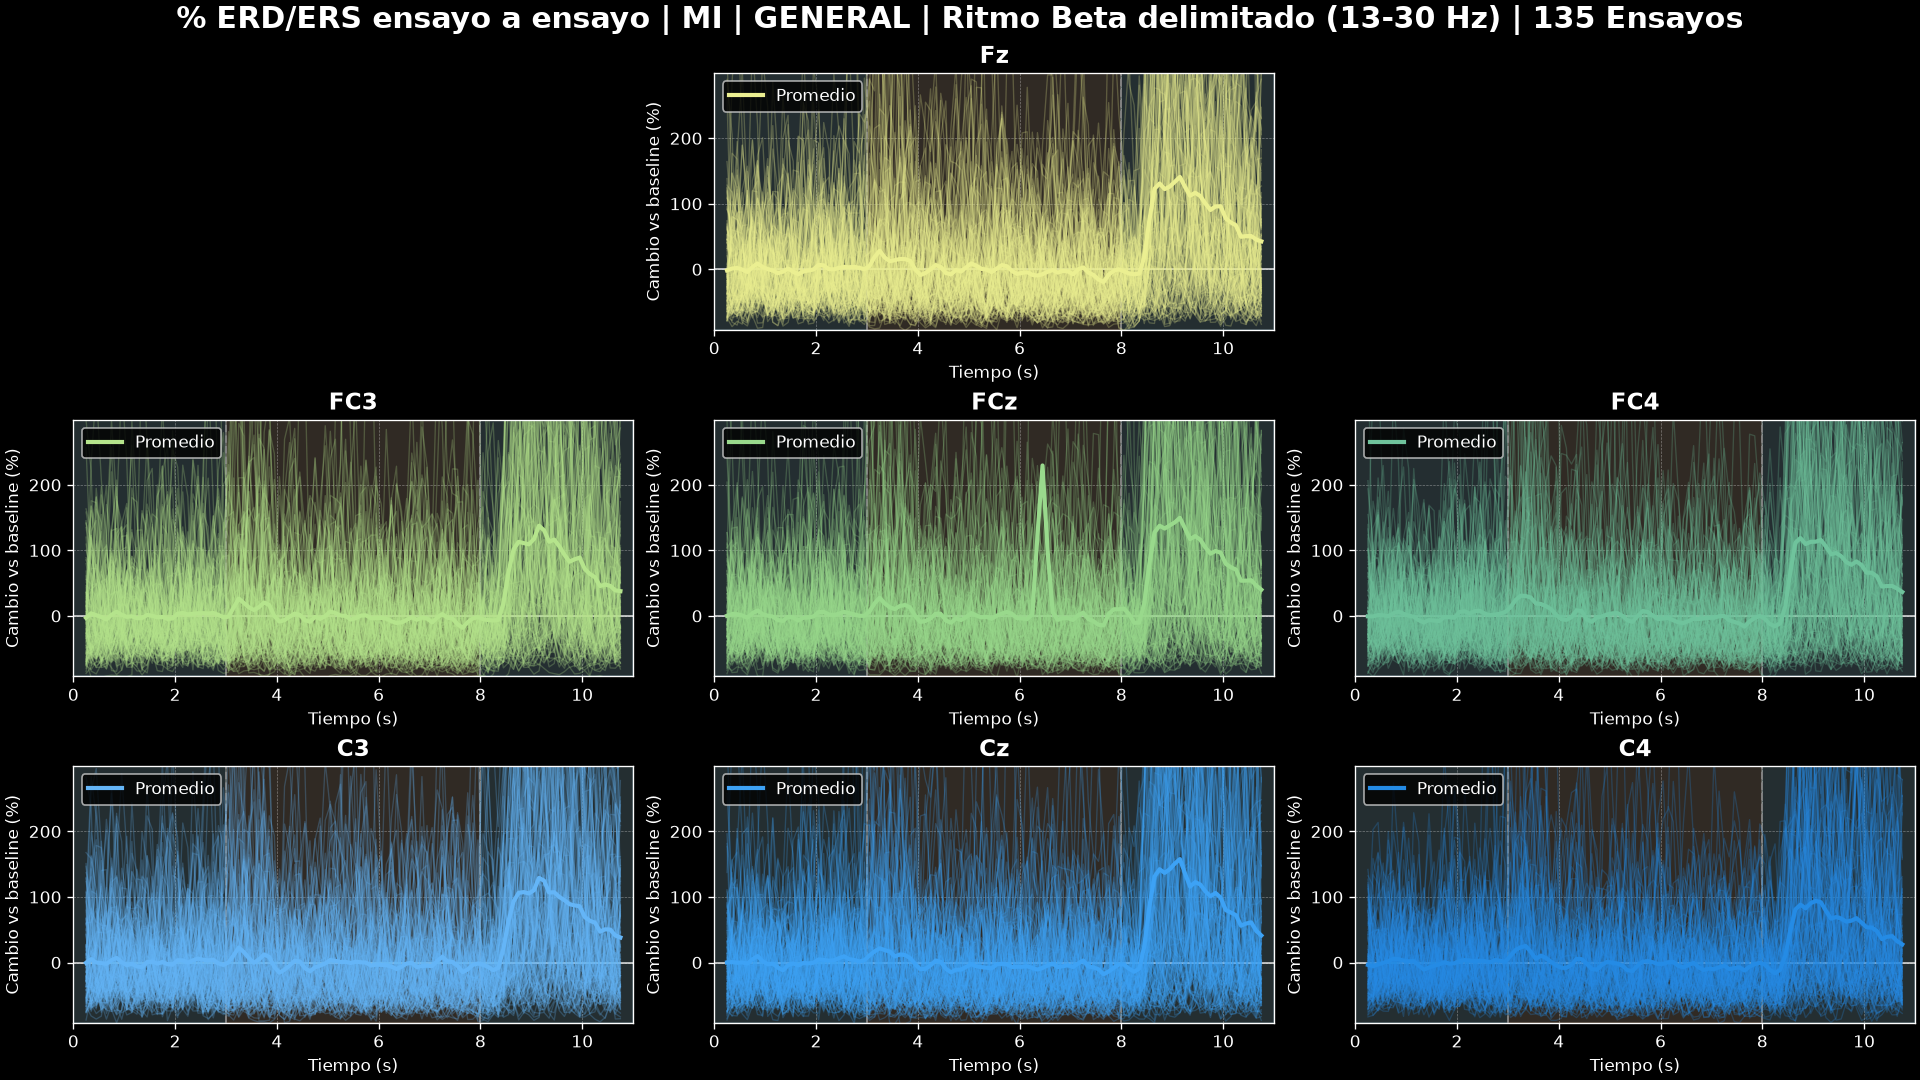 % ERD/ERS ensayo a ensayo | MI | GENERAL | Ritmo Beta delimitado (13-30 Hz) | 135 Ensayos
Fz
Promedio
Cambio vs baseline (%)
200
100
0
0 2 4 6 8 10
Tiempo (s)
FC3
Promedio
Cambio vs baseline (%)
200
100
0
0 2 4 6 8 10
Tiempo (s)
FCz
Promedio
Cambio vs baseline (%)
200
100
0
0 2 4 6 8 10
Tiempo (s)
FC4
Promedio
Cambio vs baseline (%)
200
100
0
0 2 4 6 8 10
Tiempo (s)
C3
Promedio
Cambio vs baseline (%)
200
100
0
0 2 4 6 8 10
Tiempo (s)
Cz
Promedio
Cambio vs baseline (%)
200
100
0
0 2 4 6 8 10
Tiempo (s)
C4
Promedio
Cambio vs baseline (%)
200
100
0
0 2 4 6 8 10
Tiempo (s)